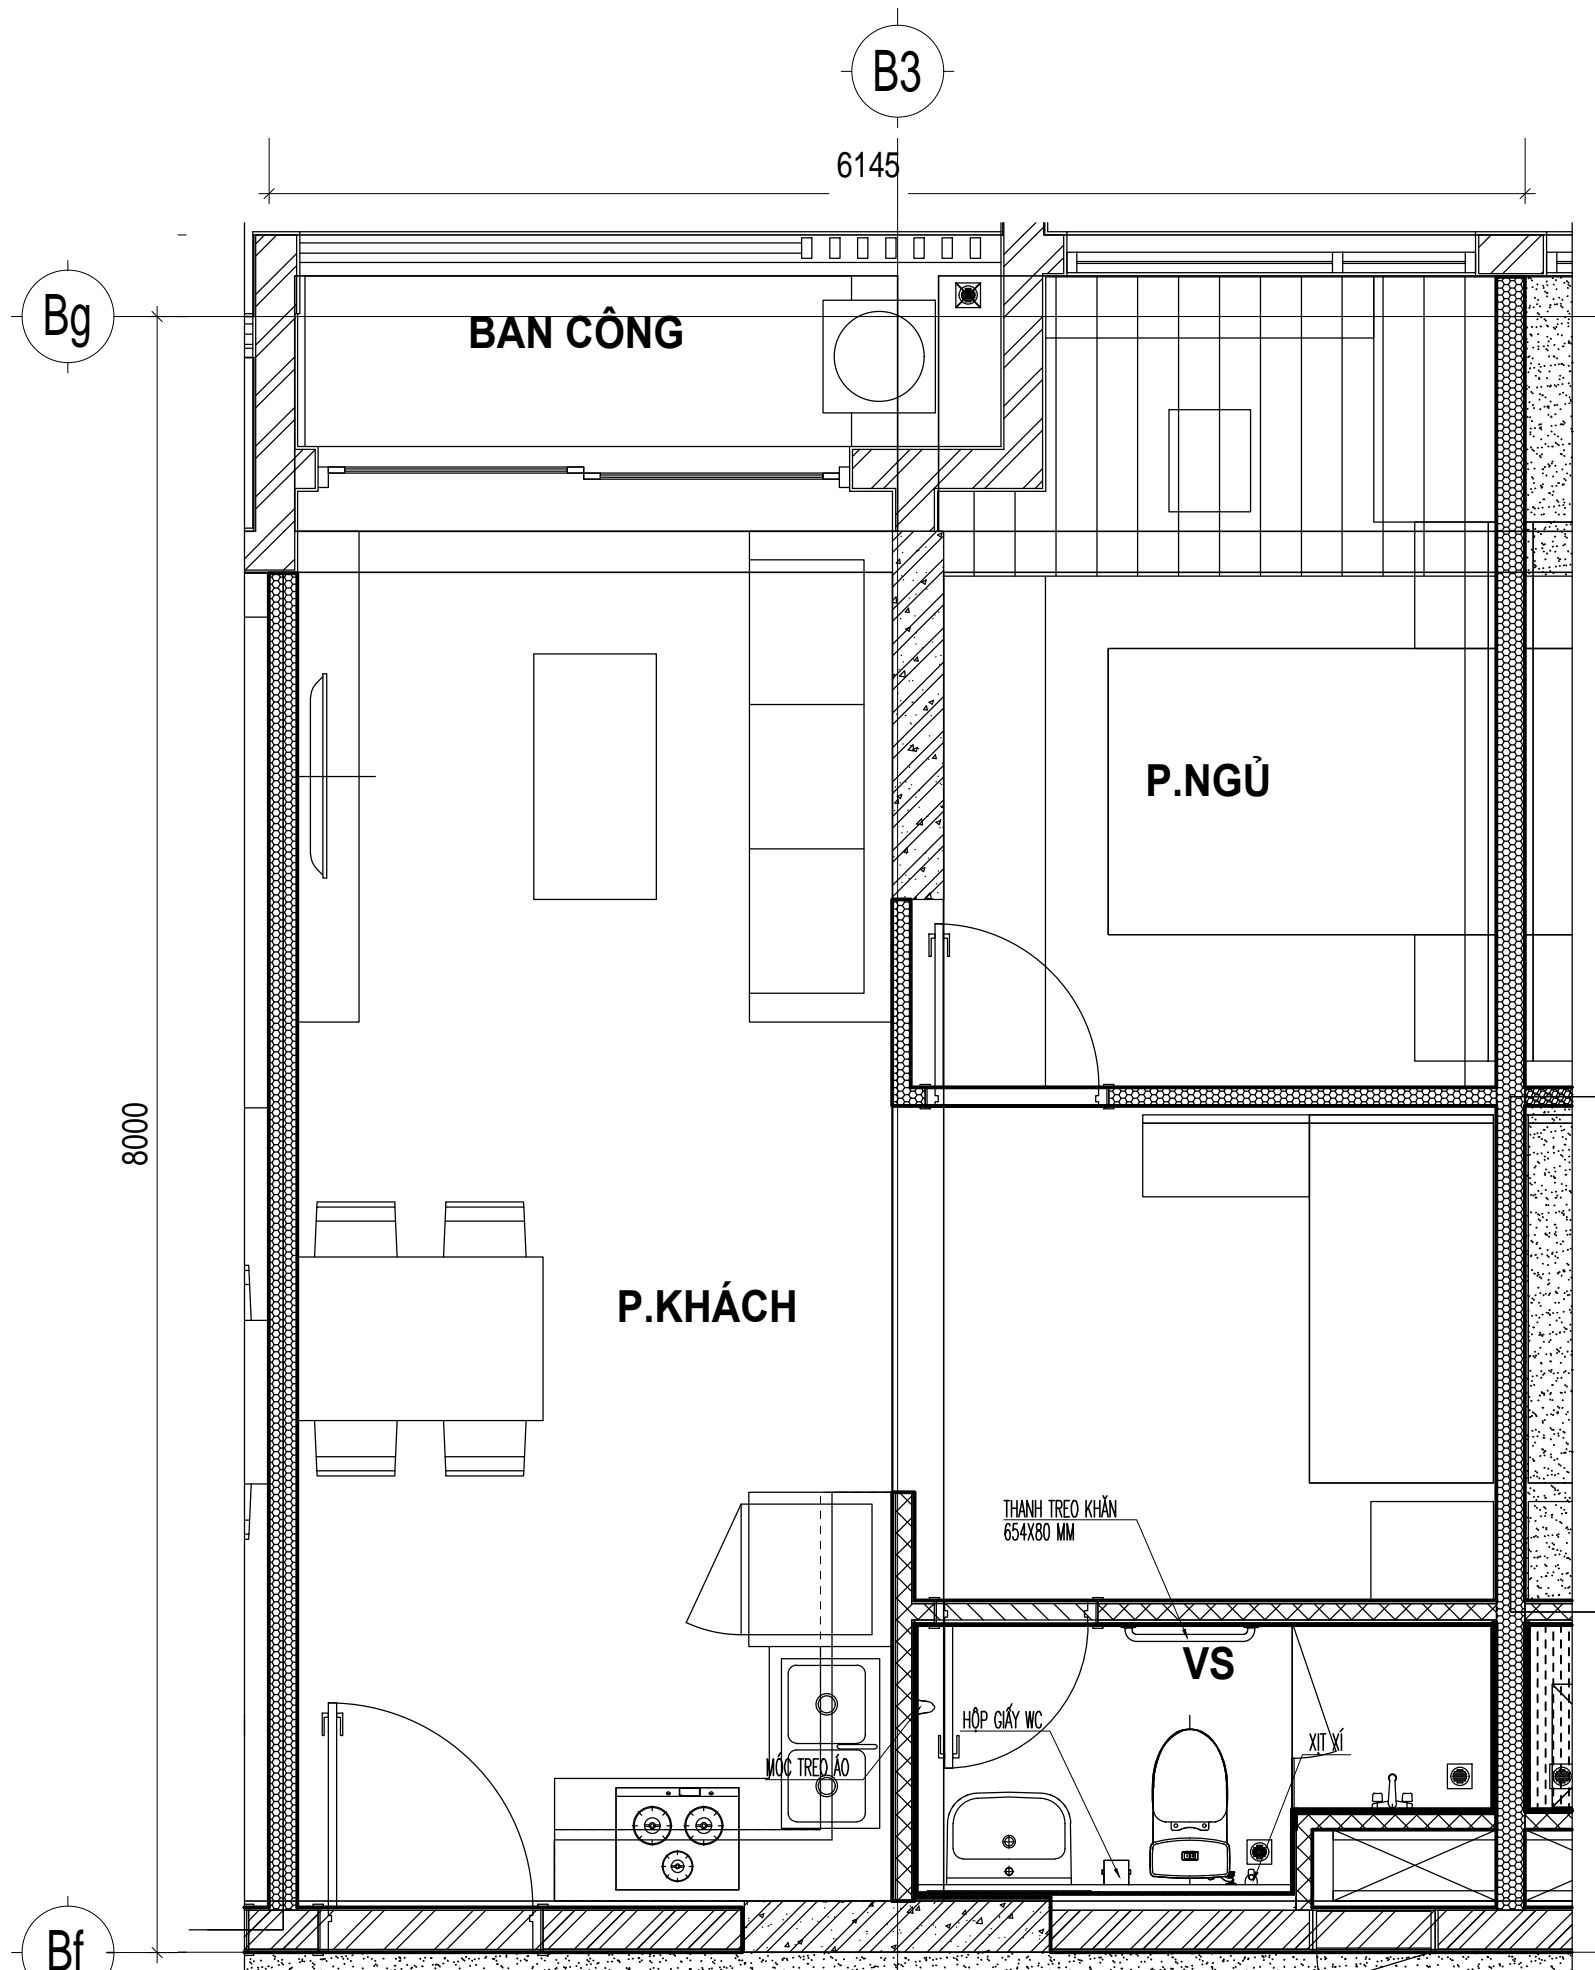 B3
6145
Bg
BAN CÔNG
P.NGỦ
8000
P.KHÁCH
THANH TREO KHĂN
654X80 MM
VS
HỘP GIẤY WC
XỊT XÍ
MÓC TREO ÁO
Bf